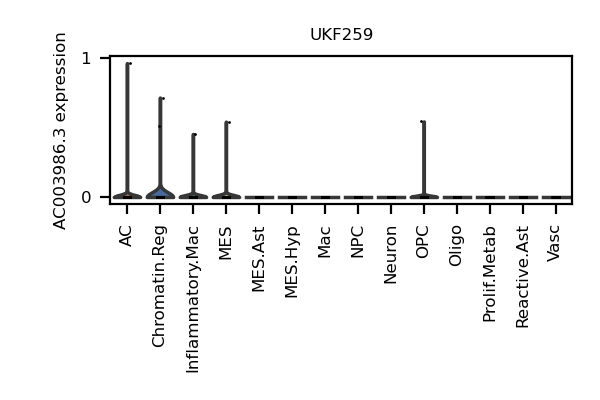 UKF259
AC003986.3 expression
1
0
AC
Chromatin.Reg
Inflammatory.Mac
MES
MES.Ast
MES.Hyp
Mac
NPC
Neuron
OPC
Oligo
Prolif.Metab
Reactive.Ast
Vasc